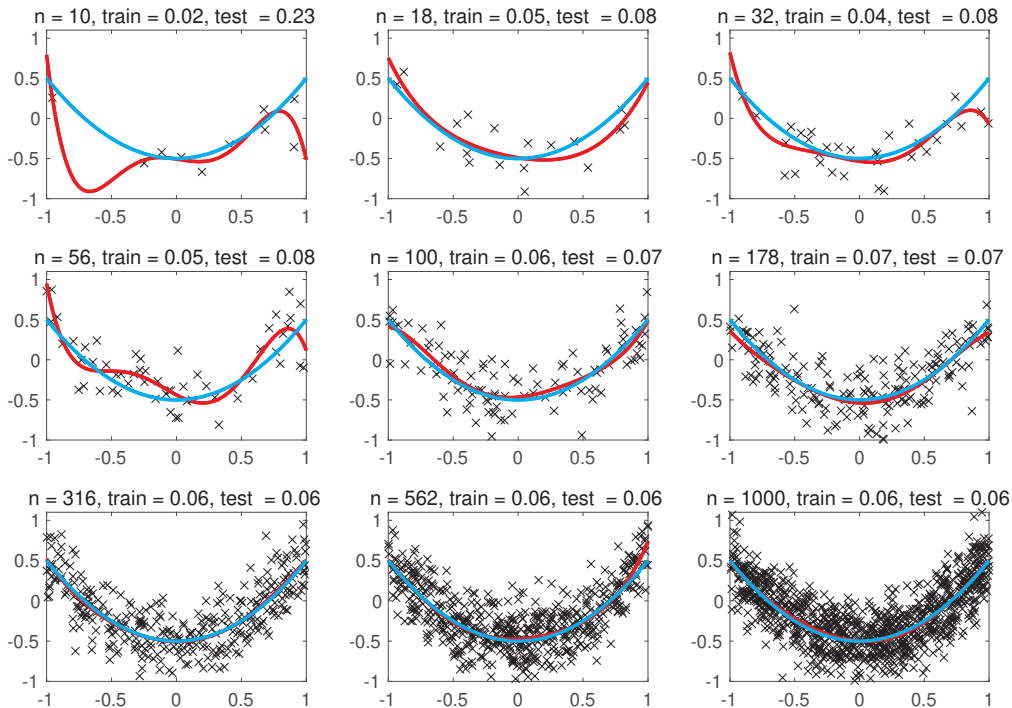 n = 10, train = 0.02, test = 0.23
1
0.5
0
-0.5
-1
-1 -0.5 0 0.5 1
n = 18, train = 0.05, test = 0.08
1
0.5
0
-0.5
-1
-1 -0.5 0 0.5 1
n = 32, train = 0.04, test = 0.08
1
0.5
0
-0.5
-1
-1 -0.5 0 0.5 1
n = 56, train = 0.05, test = 0.08
1
0.5
0
-0.5
-1
-1 -0.5 0 0.5 1
n = 100, train = 0.06, test = 0.07
1
0.5
0
-0.5
-1
-1 -0.5 0 0.5 1
n = 178, train = 0.07, test = 0.07
1
0.5
0
-0.5
-1
-1 -0.5 0 0.5 1
n = 316, train = 0.06, test = 0.06
1
0.5
0
-0.5
-1
-1 -0.5 0 0.5 1
n = 562, train = 0.06, test = 0.06
1
0.5
0
-0.5
-1
-1 -0.5 0 0.5 1
n = 1000, train = 0.06, test = 0.06
1
0.5
0
-0.5
-1
-1 -0.5 0 0.5 1